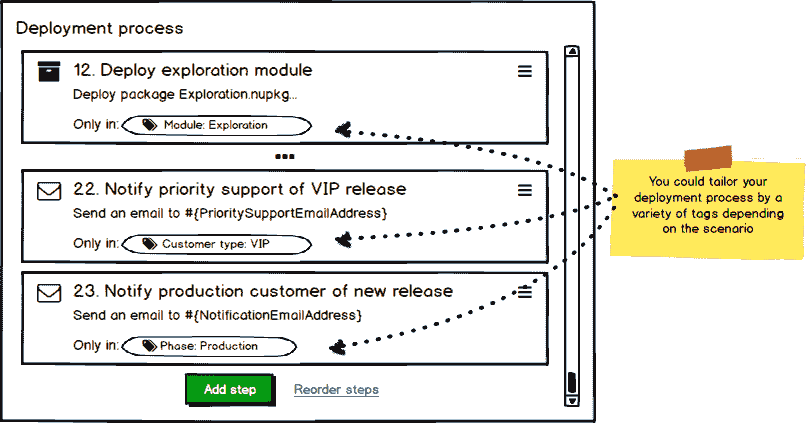 Deployment process
12. Deploy exploration module
Deploy package Exploration.nupkg...
Only in: Module: Exploration
...
22. Notify priority support of VIP release
Send an email to #{PrioritySupportEmailAddress}
Only in: Customer type: VIP
23. Notify production customer of new release
Send an email to #{NotificationEmailAddress}
Only in: Phase: Production
Add step Reorder steps
You could tailor your
deployment process by a
variety of tags depending
on the scenario